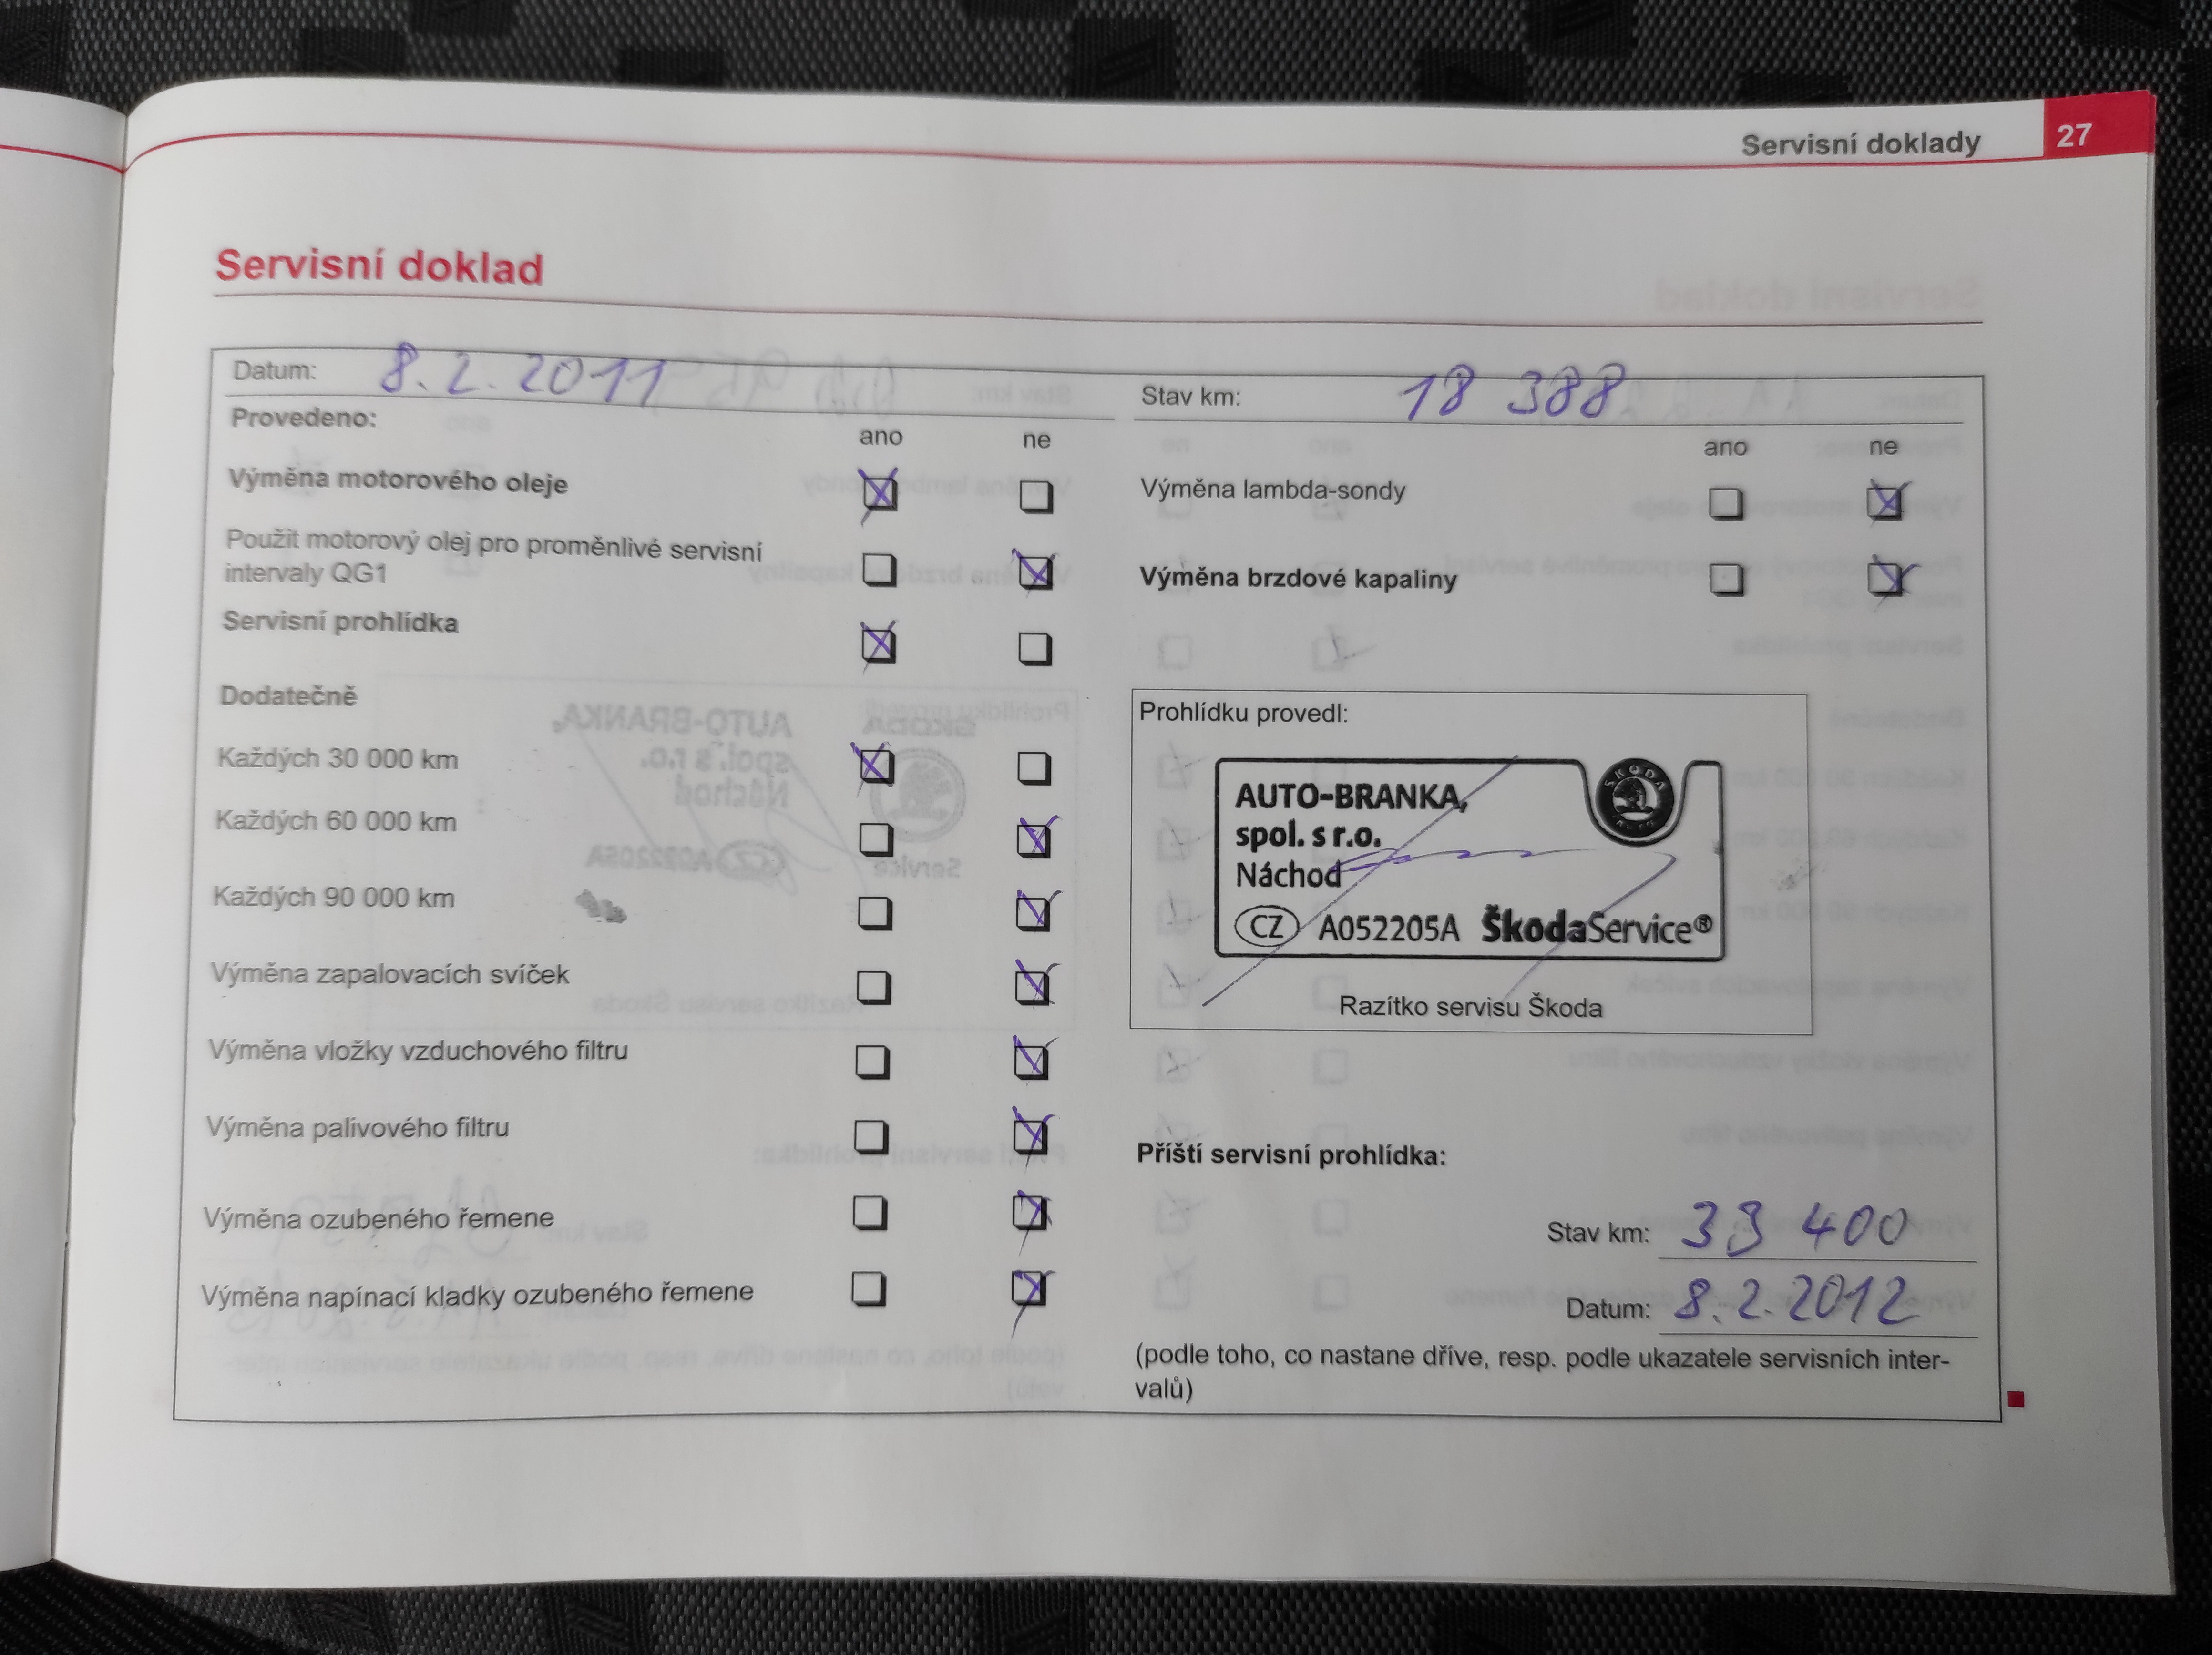 Servisní doklady 27
Servisní doklad
Datum: 8.2.2011
Stav km: 18 388
Provedeno:
ano ne
ano ne
Výměna motorového oleje
Výměna lambda-sondy
Použit motorový olej pro proměnlivé servisní
intervaly QG1
Výměna brzdové kapaliny
Servisní prohlídka
Dodatečně
Každých 30 000 km
Každých 60 000 km
Každých 90 000 km
Výměna zapalovacích svíček
Výměna vložky vzduchového filtru
Výměna palivového filtru
Výměna ozubeného řemene
Výměna napínací kladky ozubeného řemene
Prohlídku provedl:
AUTO-BRANKA,
spol. s r.o.
Náchod
CZ A052205A ŠkodaService®
ŠKODA
AUTO
Razítko servisu Škoda
Příští servisní prohlídka:
Stav km: 33 400
Datum: 8.2.2012
(podle toho, co nastane dříve, resp. podle ukazatele servisních inter-
valů)